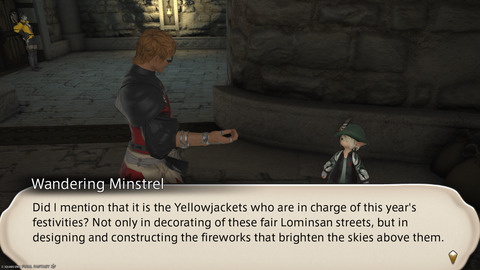 Wandering Minstrel
Did I mention that it is the Yellowjackets who are in charge of this year's
festivities? Not only in decorating of these fair Lominsan streets, but in
designing and constructing the fireworks that brighten the skies above them.